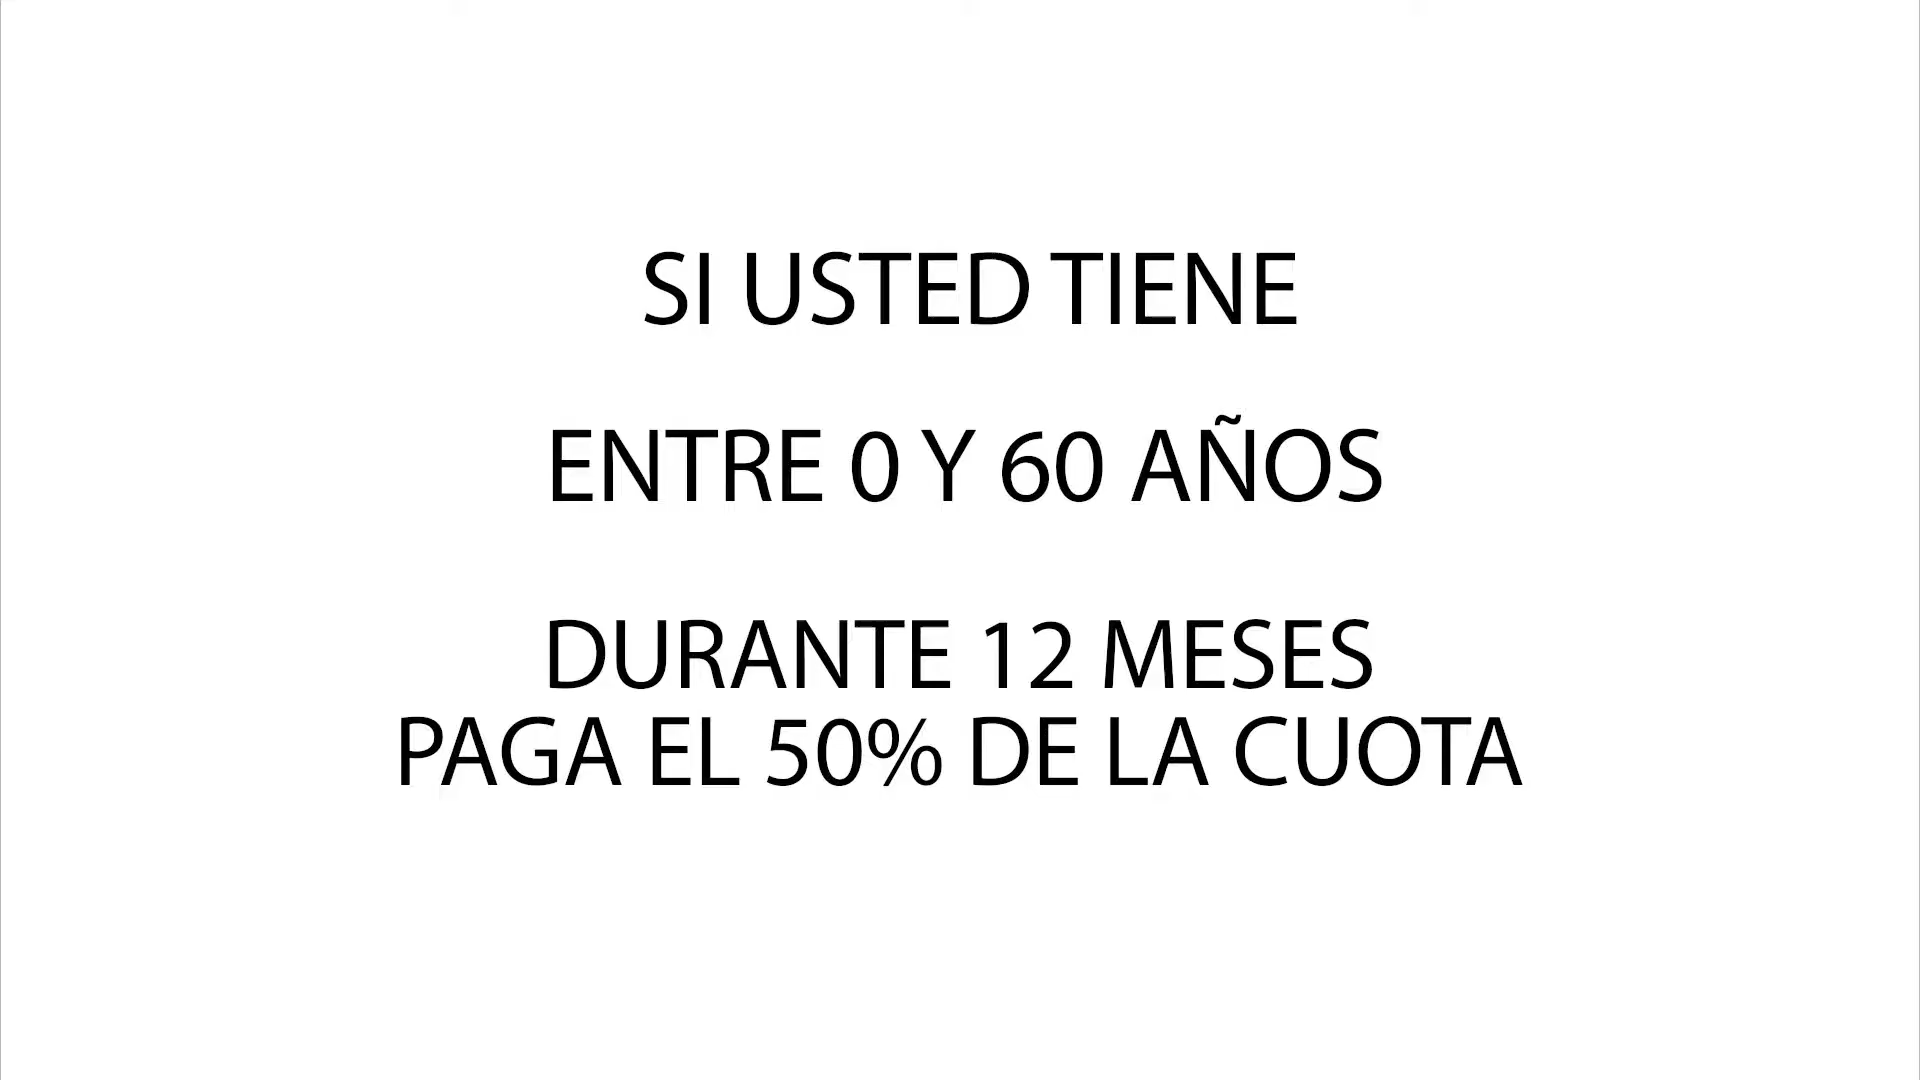 SI USTED TIENE
ENTRE 0 Y 60 AÑOS
DURANTE 12 MESES
PAGA EL 50% DE LA CUOTA